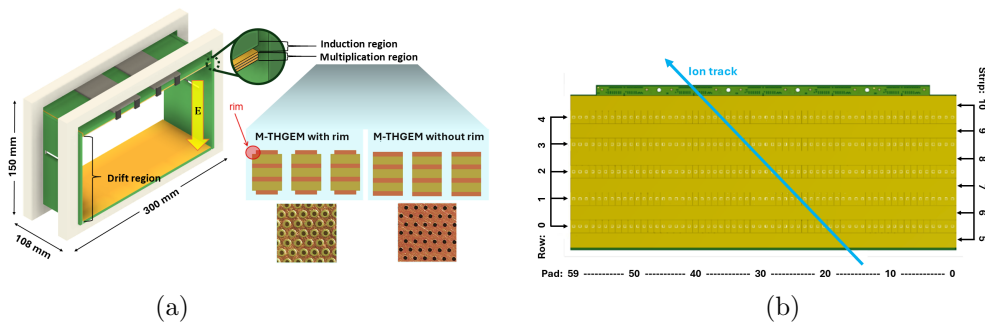 (a)
Induction region
Multiplication region
E
rim
M-THGEM with rim
M-THGEM without rim
Drift region
150 mm
108 mm
300 mm
(b)
Ion track
Row: 0 1 2 3 4
Strip: 10
9
8
7
6
5
Pad: 59 ---------- 50 ---------- 40 ---------- 30 ---------- 20 ---------- 10 ---------- 0
(a)
(b)